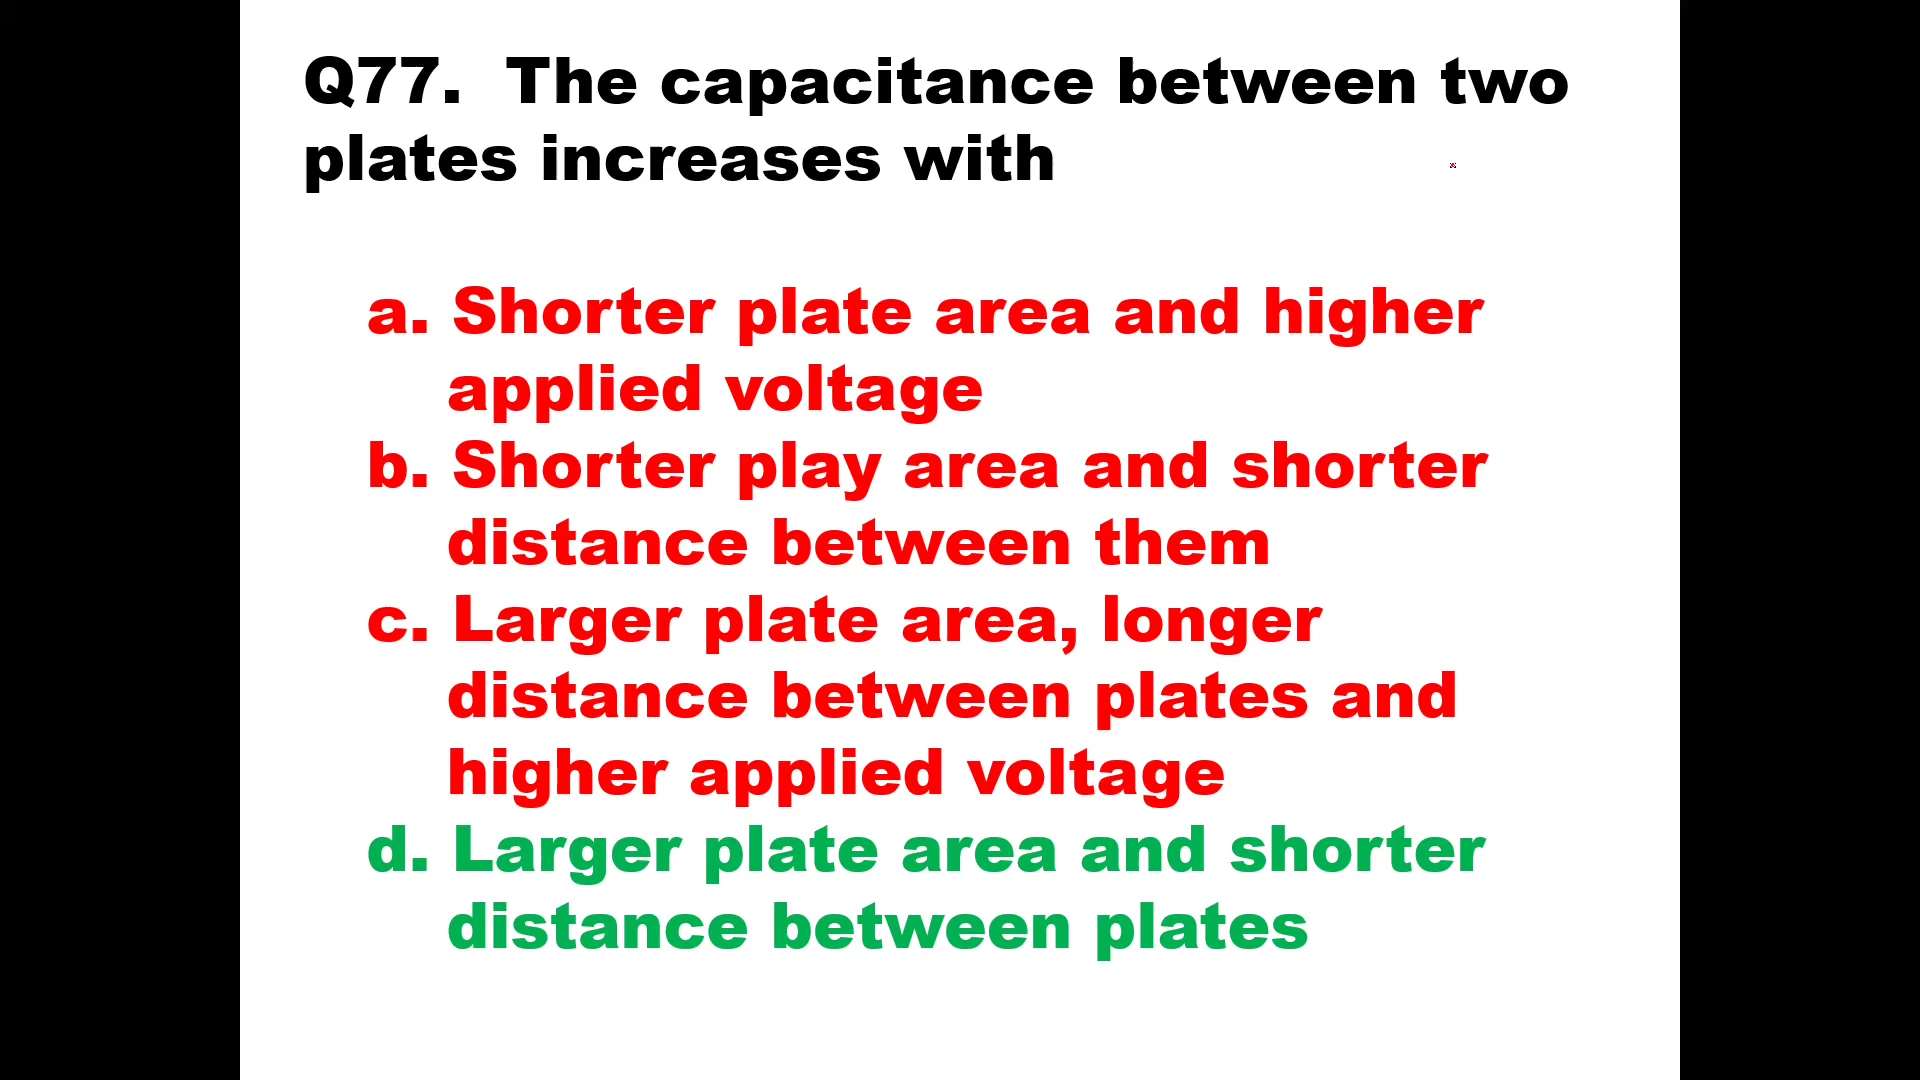 Q77. The capacitance between two
plates increases with
a. Shorter plate area and higher
applied voltage
b. Shorter play area and shorter
distance between them
c. Larger plate area, longer
distance between plates and
higher applied voltage
d. Larger plate area and shorter
distance between plates